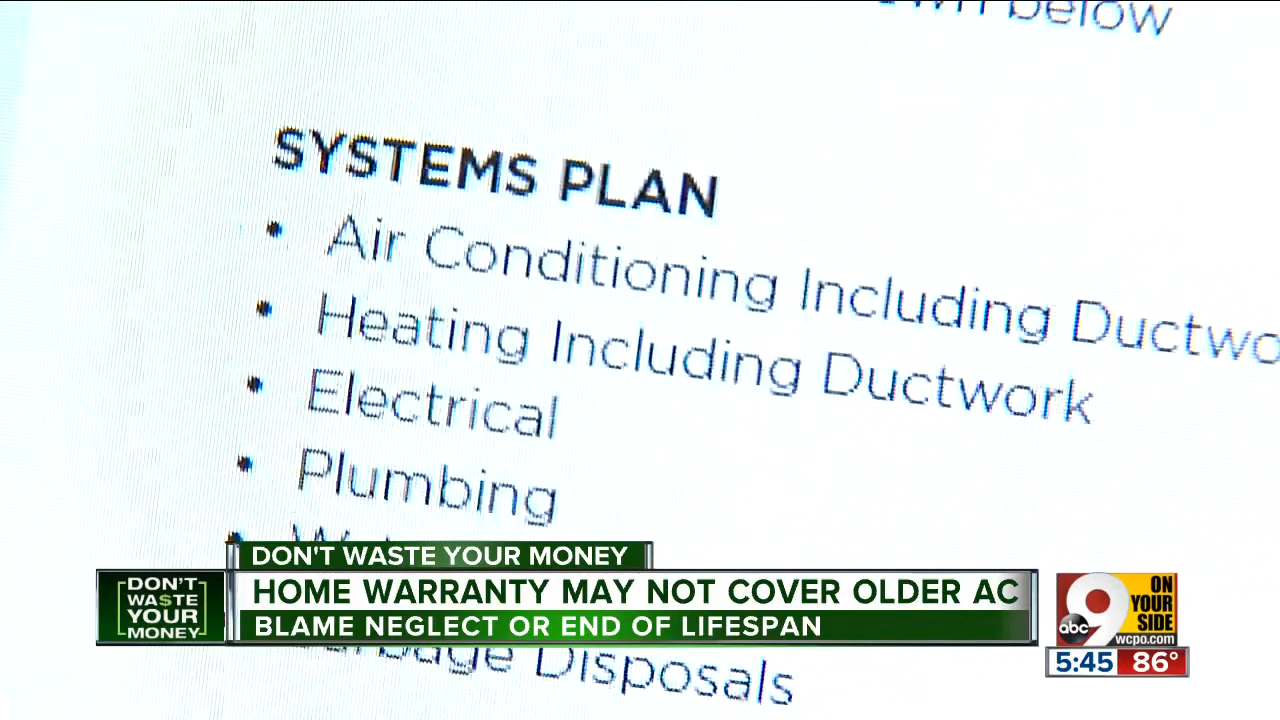 below
SYSTEMS PLAN
• Air Conditioning Including
• Heating Including Ductwork
• Electrical
• Plumbing
DON'T WASTE YOUR MONEY
HOME WARRANTY MAY NOT COVER OLDER AC
BLAME NEGLECT OR END OF LIFESPAN
DON'T
WA$TE
YOUR
MONEY
Disposals
abc 9
ON
YOUR
SIDE
wcpo.com
5:45 86°